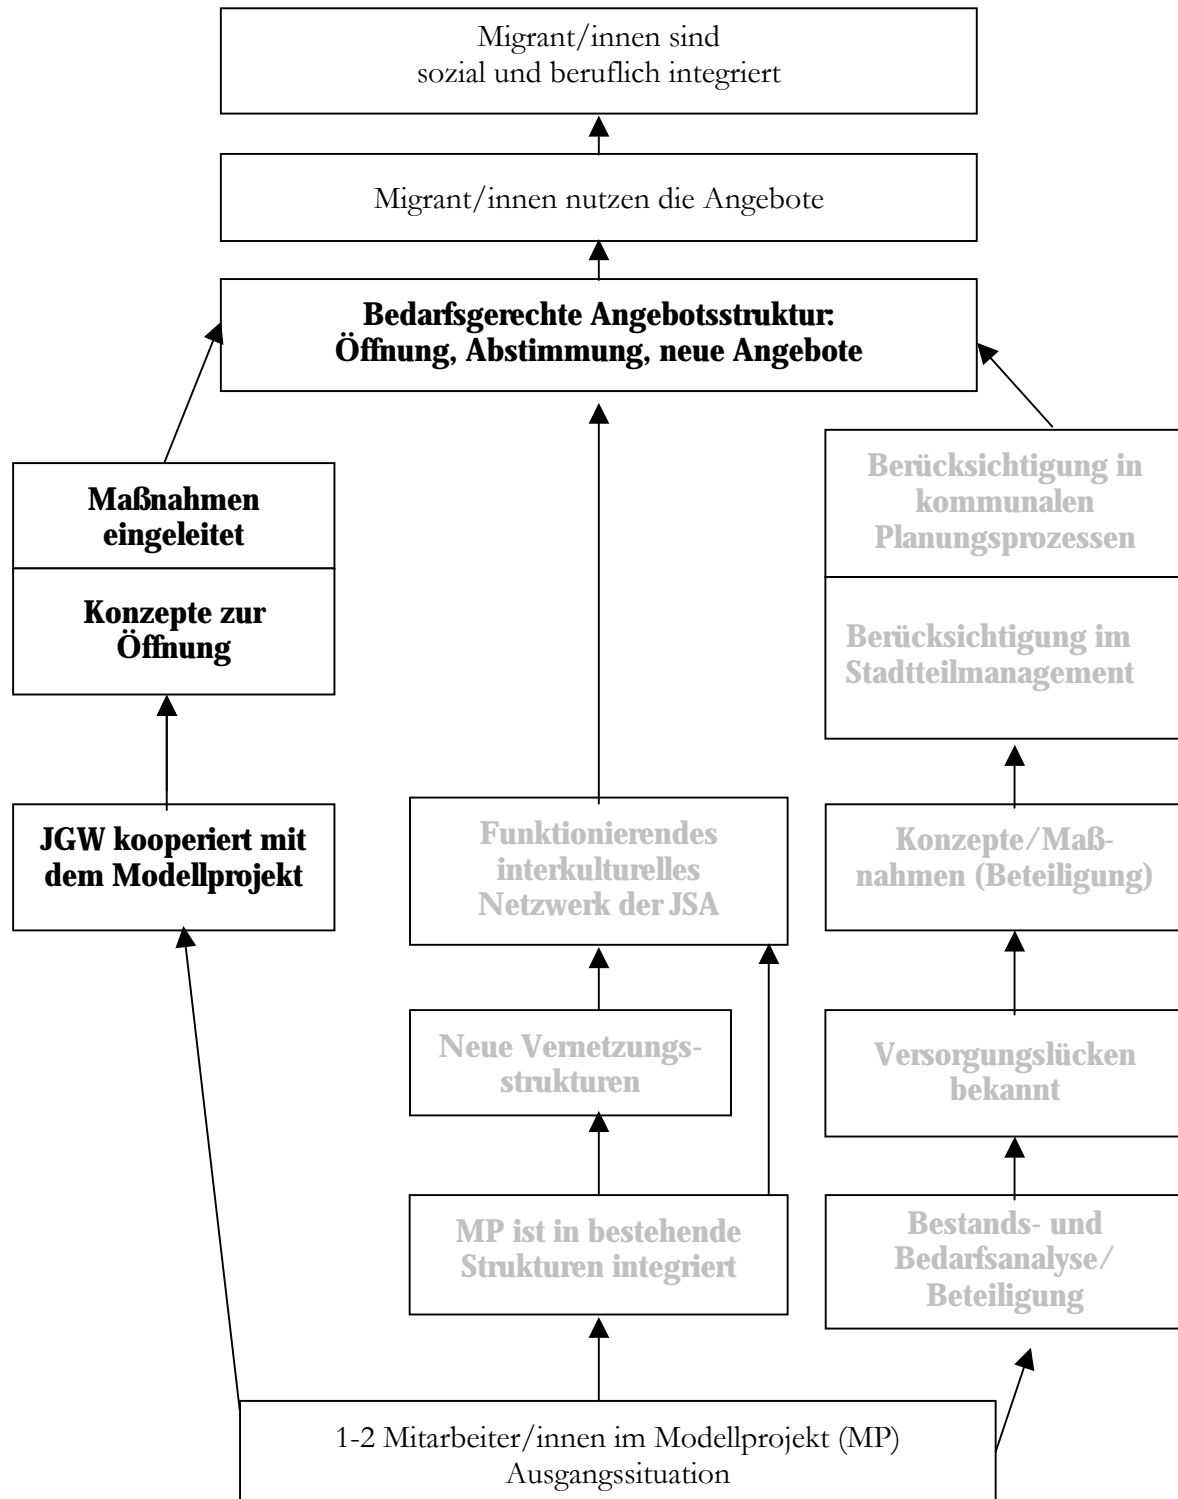 Migrant/innen sind
sozial und beruflich integriert
Migrant/innen nutzen die Angebote
Bedarfsgerechte Angebotsstruktur:
Öffnung, Abstimmung, neue Angebote
Maßnahmen
eingeleitet
Konzepte zur
Öffnung
JGW kooperiert mit
dem Modellprojekt
Funktionierendes
interkulturelles
Netzwerk der JSA
Neue Vernetzungs-
strukturen
MP ist in bestehende
Strukturen integriert
Berücksichtigung in
kommunalen
Planungsprozessen
Berücksichtigung im
Stadtteilmanagement
Konzepte/Maß-
nahmen (Beteiligung)
Versorgungslücken
bekannt
Bestands- und
Bedarfsanalyse/
Beteiligung
1-2 Mitarbeiter/innen im Modellprojekt (MP)
Ausgangssituation